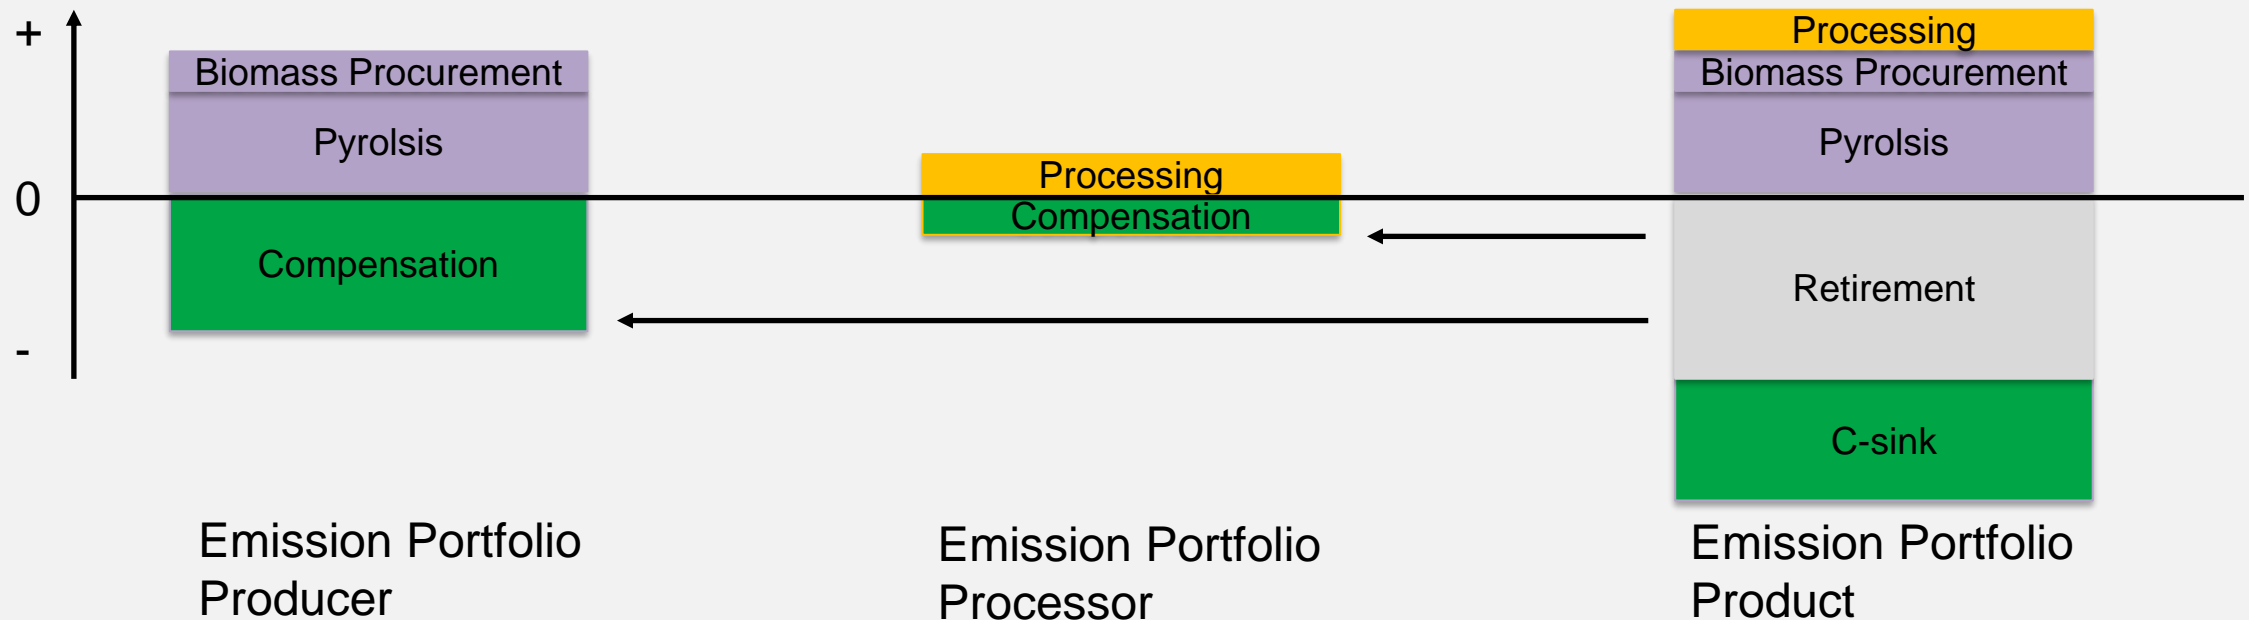 +
0
-
Biomass Procurement
Pyrolsis
Compensation
Emission Portfolio
Producer
Processing
Compensation
Emission Portfolio
Processor
Processing
Biomass Procurement
Pyrolsis
Retirement
C-sink
Emission Portfolio
Product